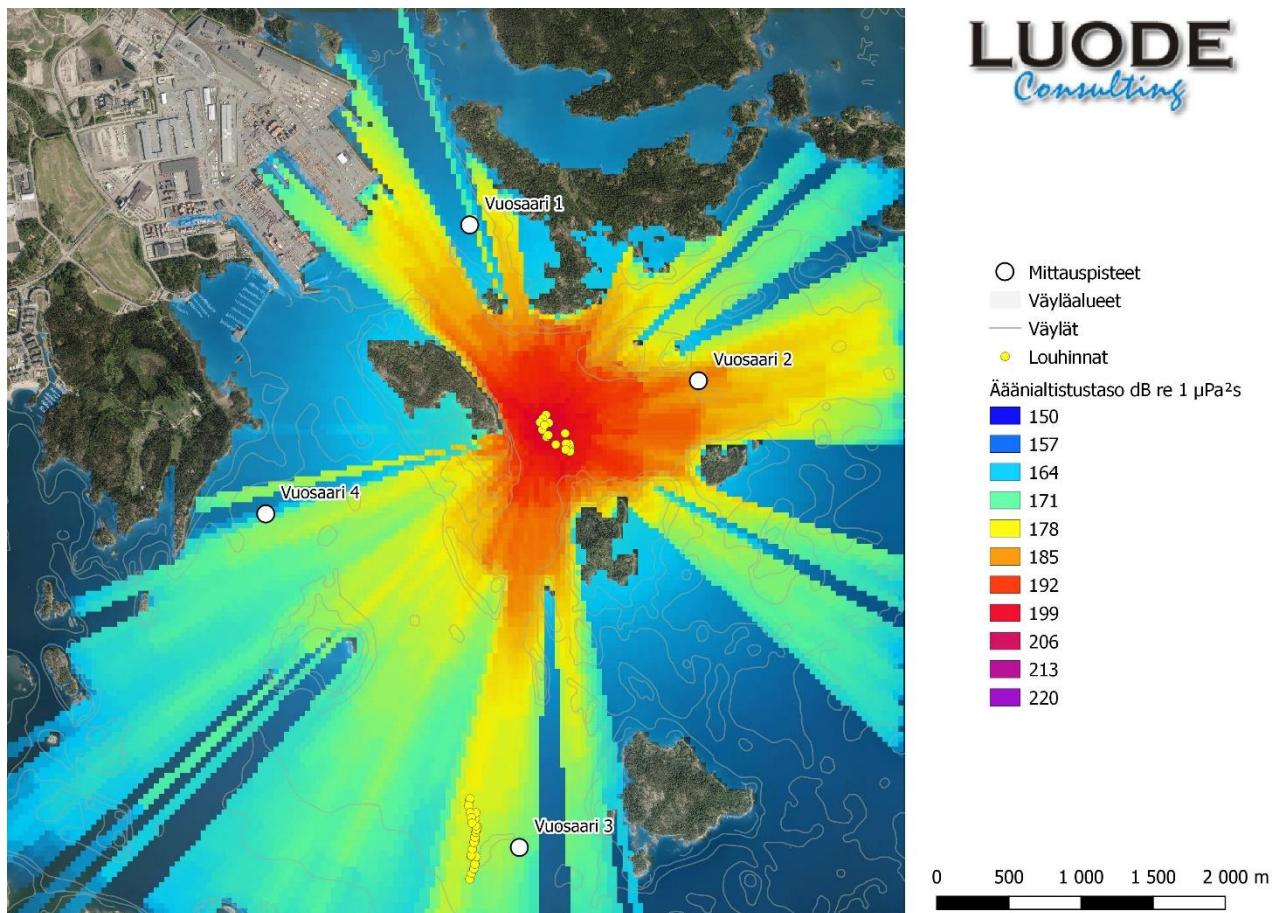 LUODE
Consulting
Vuosaari 1
Vuosaari 2
Vuosaari 4
Vuosaari 3
Mittauspisteet
Väyläalueet
Väylät
Louhinnat
Äänialtistustaso dB re 1 µPa²s
150
157
164
171
178
185
192
199
206
213
220
0 500 1 000 1 500 2 000 m